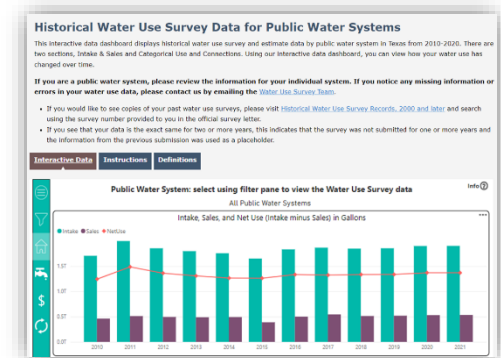 Historical Water Use Survey Data for Public Water Systems
This interactive data dashboard displays historical water use survey and estimate data by public water system in Texas from 2010-2020. There are
two sections, Intake & Sales and Categorical Use and Connections. Using our interactive data dashboard, you can view how your water use has
changed over time.
If you are a public water system, please review the information for your individual system. If you notice any missing information or
errors in your water use data, please contact us by emailing the Water Use Survey Team.
• If you would like to see copies of your past water use surveys, please visit Historical Water Use Survey Records, 2000 and later and search
using the survey number provided to you in the official survey letter.
• If you see that your data is the exact same for two or more years, this indicates that the survey was not submitted for one or more years and
the information from the previous submission was used as a placeholder.
Interactive Data Instructions Definitions
Public Water System: select using filter pane to view the Water Use Survey data
Info ?
All Public Water Systems
Intake, Sales, and Net Use (Intake minus Sales) in Gallons
Intake Sales NetUse
1.5T
1.0T
0.5T
0.0T
2010 2011 2012 2013 2014 2015 2016 2017 2018 2019 2020 2021